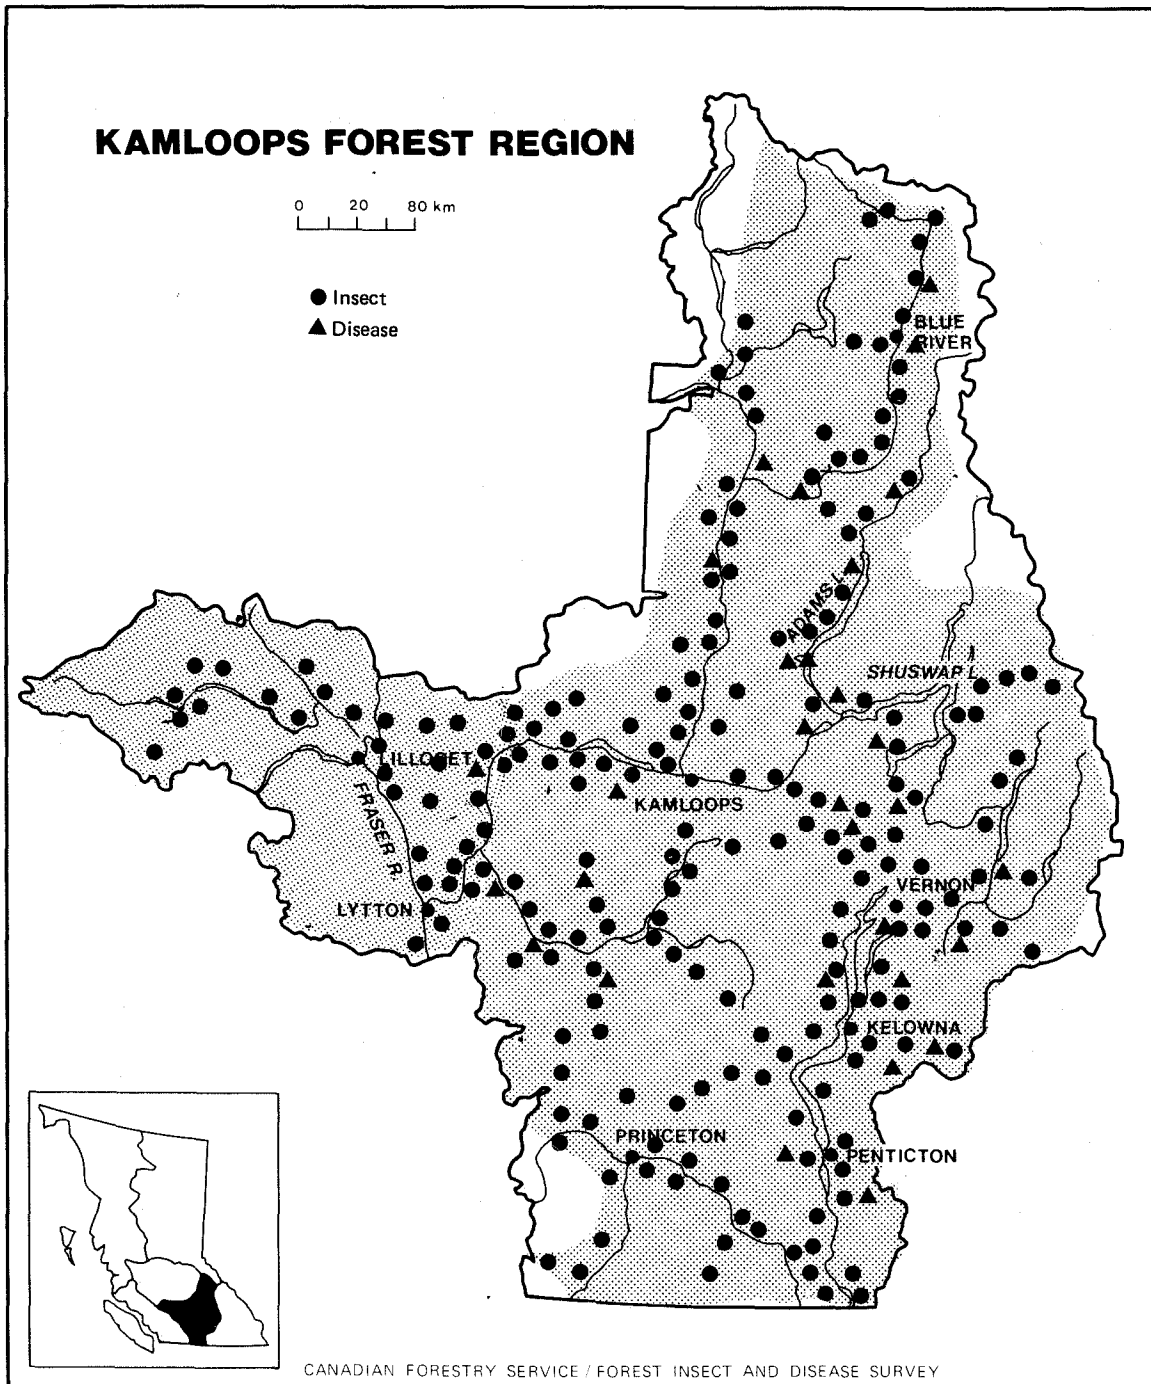 KAMLOOPS FOREST REGION
0 20 80 km
Insect
Disease
BLUE
RIVER
ADAMS L.
SHUSWAP L.
LILLOOET
FRASER R.
KAMLOOPS
VERNON
LYTTON
KELOWNA
PRINCETON
PENTICTON
CANADIAN FORESTRY SERVICE / FOREST INSECT AND DISEASE SURVEY